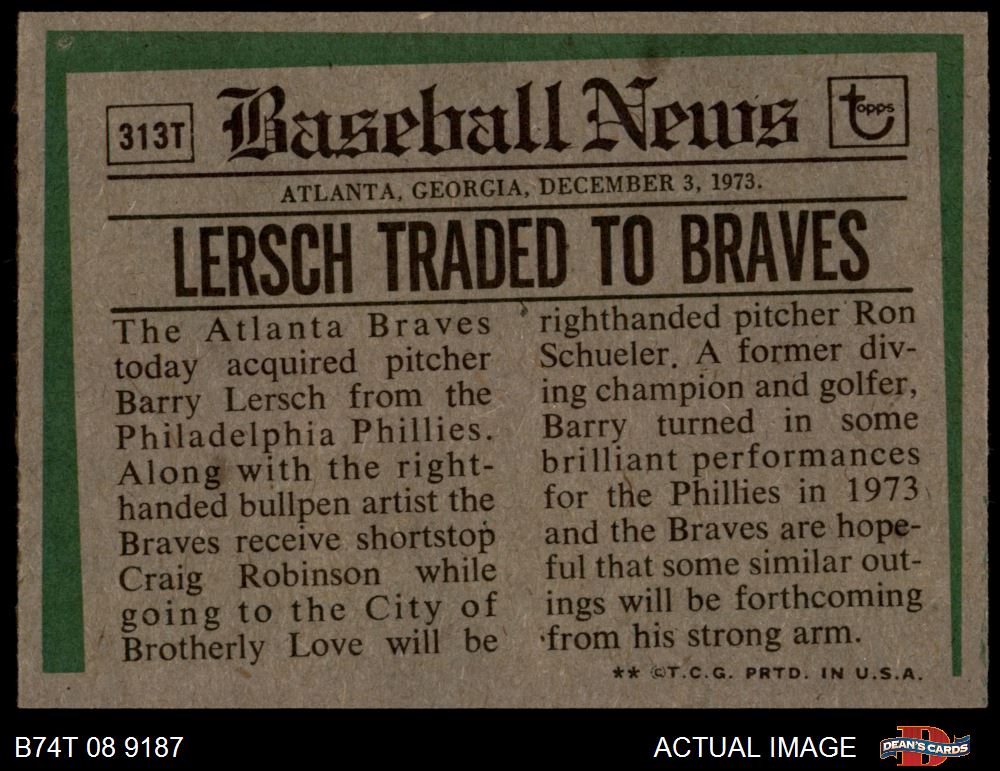 313T
Baseball News
topps
ATLANTA, GEORGIA, DECEMBER 3, 1973.
LERSCH TRADED TO BRAVES
The Atlanta Braves
today acquired pitcher
Barry Lersch from the
Philadelphia Phillies.
Along with the right-
handed bullpen artist the
Braves receive shortstop
Craig Robinson while
going to the City of
Brotherly Love will be
righthanded pitcher Ron
Schueler. A former div-
ing champion and golfer,
Barry turned in some
brilliant performances
for the Phillies in 1973
and the Braves are hope-
ful that some similar out-
ings will be forthcoming
from his strong arm.
** ©T.C.G. PRTD. IN U.S.A.
B74T 08 9187
ACTUAL IMAGE
D
DEAN'S CARDS